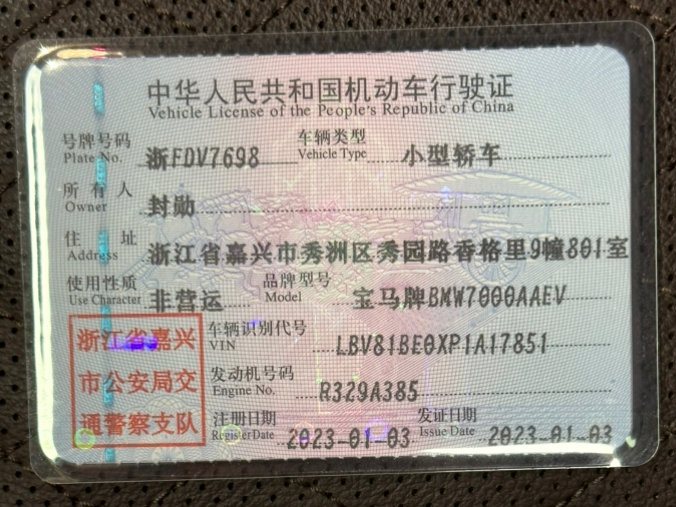 中华人民共和国机动车行驶证
Vehicle License of the People's Republic of China
号牌号码 浙FDV7698 车辆类型 小型轿车
Plate No. Vehicle Type
所有人 封勋
Owner
住址 浙江省嘉兴市秀洲区秀园路香格里9幢801室
Address
使用性质 非营运 品牌型号 宝马牌BMW7000AAEV
Use Character Model
浙江省嘉兴
市公安局交
通警察支队
车辆识别代号 LBV81BE0XP1A17851
VIN
发动机号码 R329A385
Engine No.
注册日期 2023-01-03 发证日期 2023-01-03
Register Date Issue Date